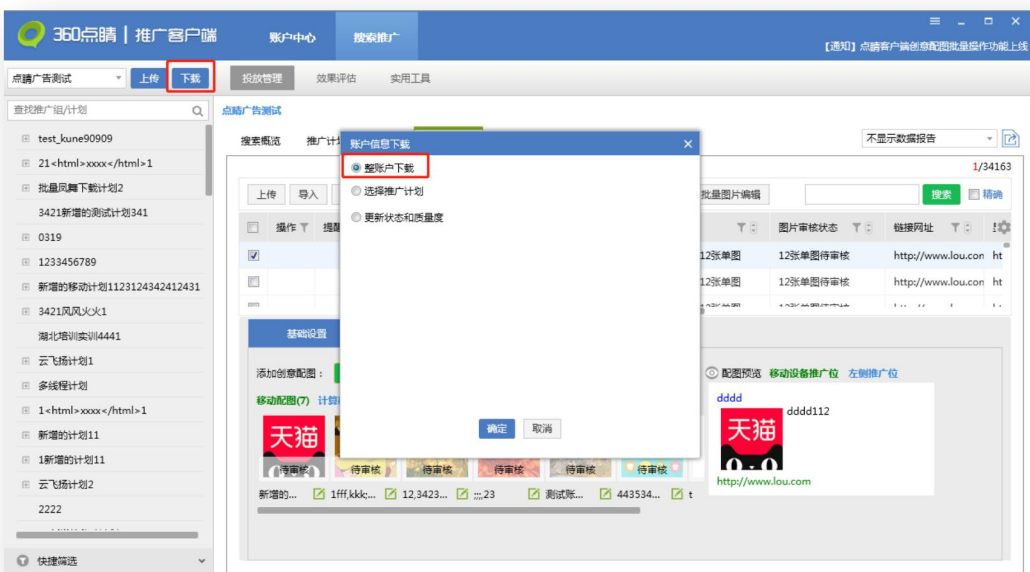 360点睛 | 推广客户端
账户中心
搜索推广
【通知】点睛客户端创意配图批量操作功能上线
点睛广告测试
上传
下载
投放管理
效果评估
实用工具
查找推广组/计划
点睛广告测试
test_kune90909
21<html>xxxx</html>1
批量凤舞下载计划2
3421新增的测试计划341
0319
1233456789
新增的移动计划1123124342412431
3421风风火火1
湖北培训实训4441
云飞扬计划1
多线程计划
1<html>xxxx</html>1
新增的计划11
1新增的计划11
云飞扬计划2
2222
快捷筛选
搜索概览
推广计
不显示数据报告
1/34163
上传
导入
批量图片编辑
搜索
精确
操作
提醒
图片审核状态
链接网址
12张单图
12张单图待审核
http://www.lou.con
ht
12张单图
12张单图待审核
http://www.lou.con
ht
账户信息下载
整账户下载
选择推广计划
更新状态和质量度
确定
取消
基础设置
添加创意配图：
移动配图(7)
计算
天猫
待审核
待审核
待审核
待审核
待审核
待审核
新增的...
1fff,kkk;...
12,3423...
;;;,23
测试账...
443534...
t
配图预览
移动设备推广位
左侧推广位
dddd
天猫
dddd112
http://www.lou.com